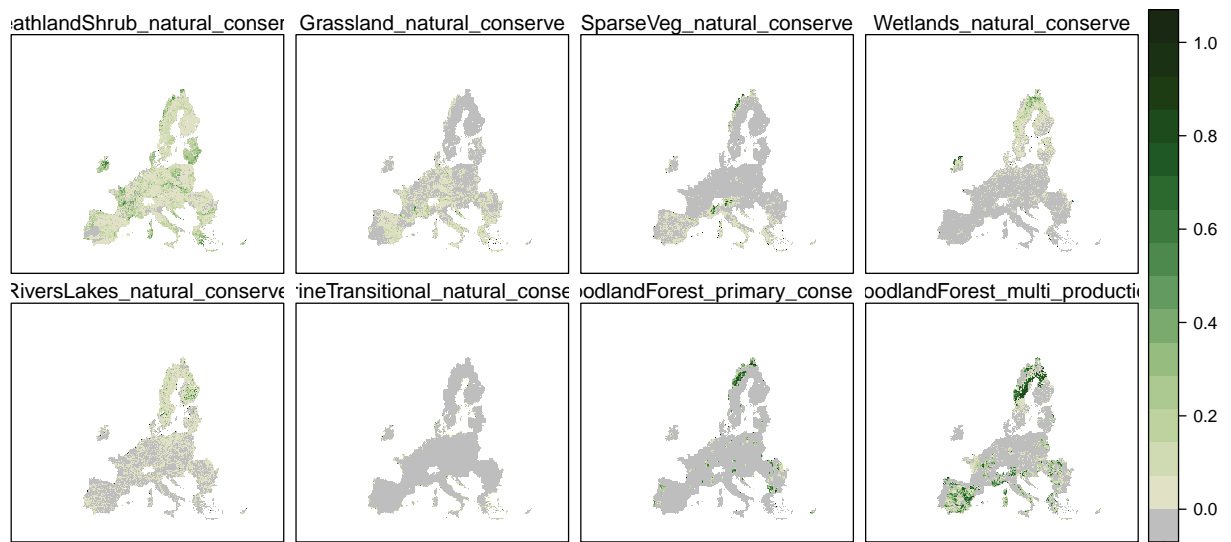 eathlandShrub_natural_conser
Grassland_natural_conserve
SparseVeg_natural_conserve
Wetlands_natural_conserve
RiversLakes_natural_conserve
rineTransitional_natural_conse
oodlandForest_primary_conse
oodlandForest_multi_productio
1.0
0.8
0.6
0.4
0.2
0.0